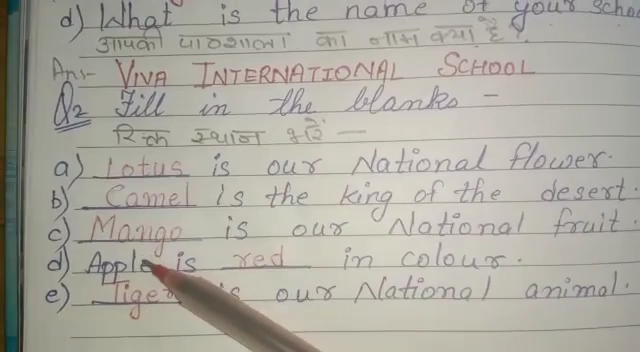 d) What is the name of your
आपकी पाठशाला का नाम क्या है?
Ans:- VIVA INTERNATIONAL SCHOOL
Q2 Fill in the blanks -
रिक्त स्थान भरें —
a) Lotus is our National flower.
b) Camel is the king of the desert.
c) Mango is our National fruit.
d) Apple is red in colour.
e) Tiger is our National animal.